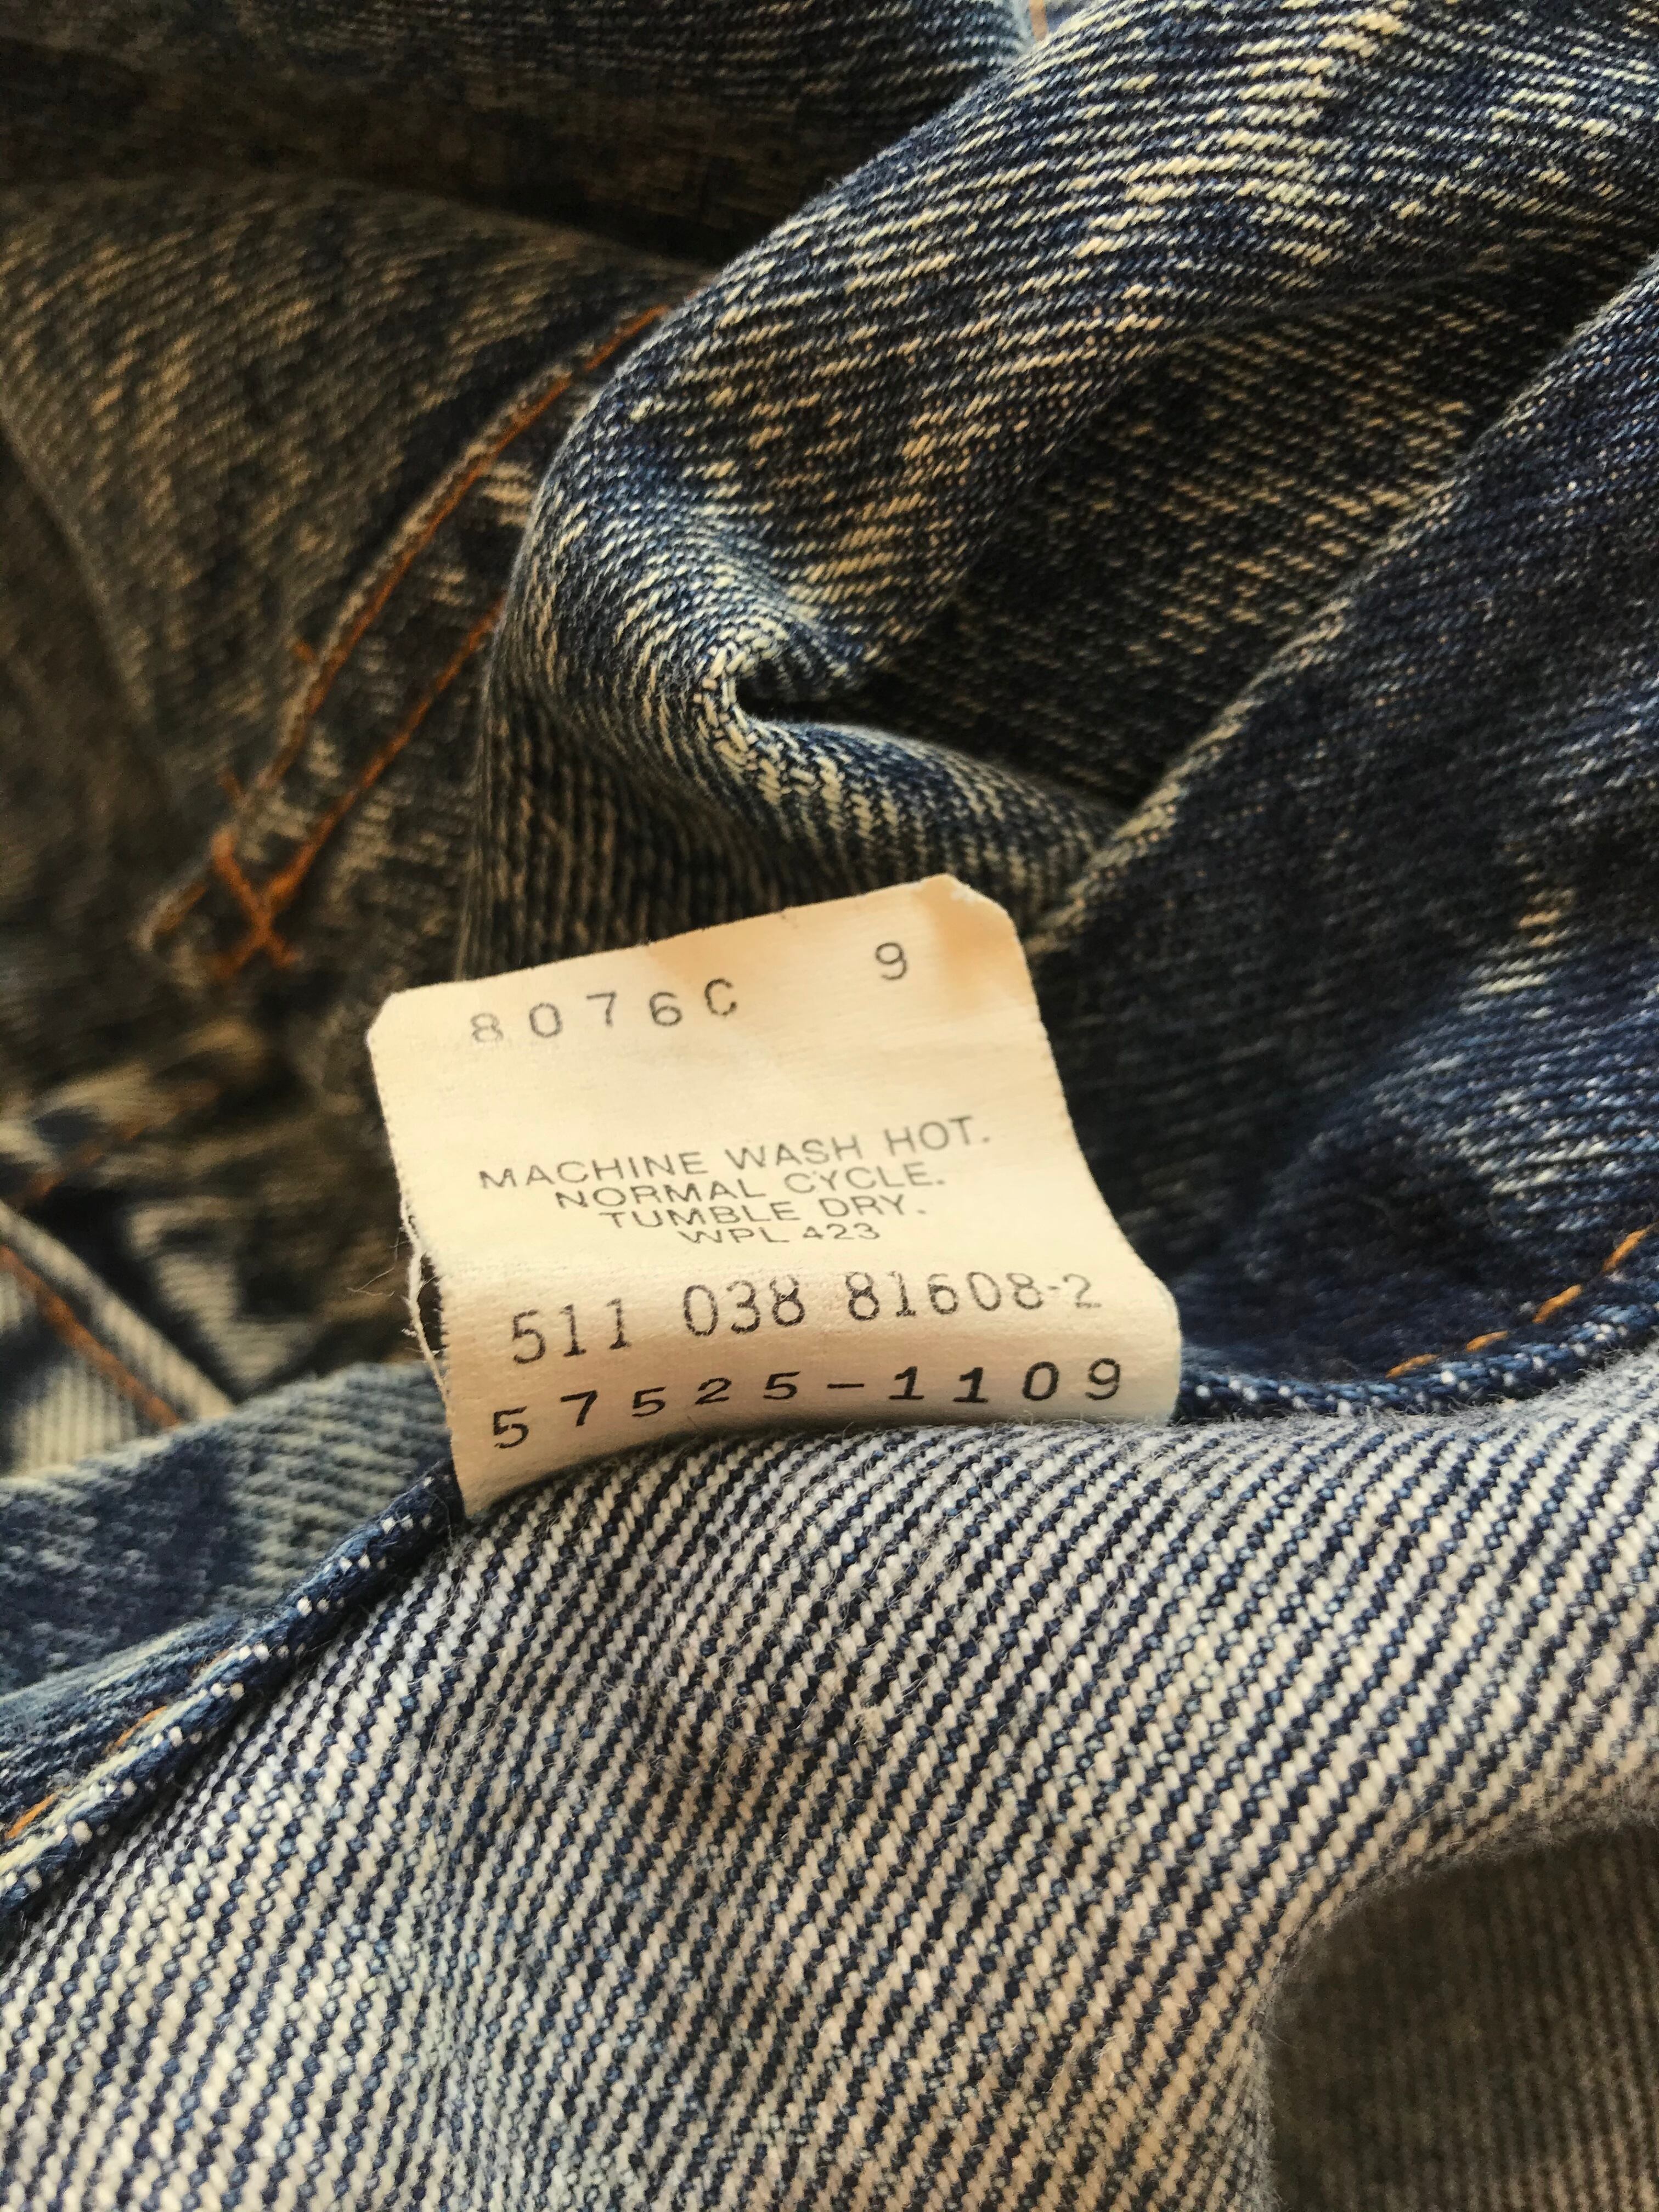 8076C 9
MACHINE WASH HOT.
NORMAL CYCLE.
TUMBLE DRY.
WPL 423
511 038 81608-2
57525-1109